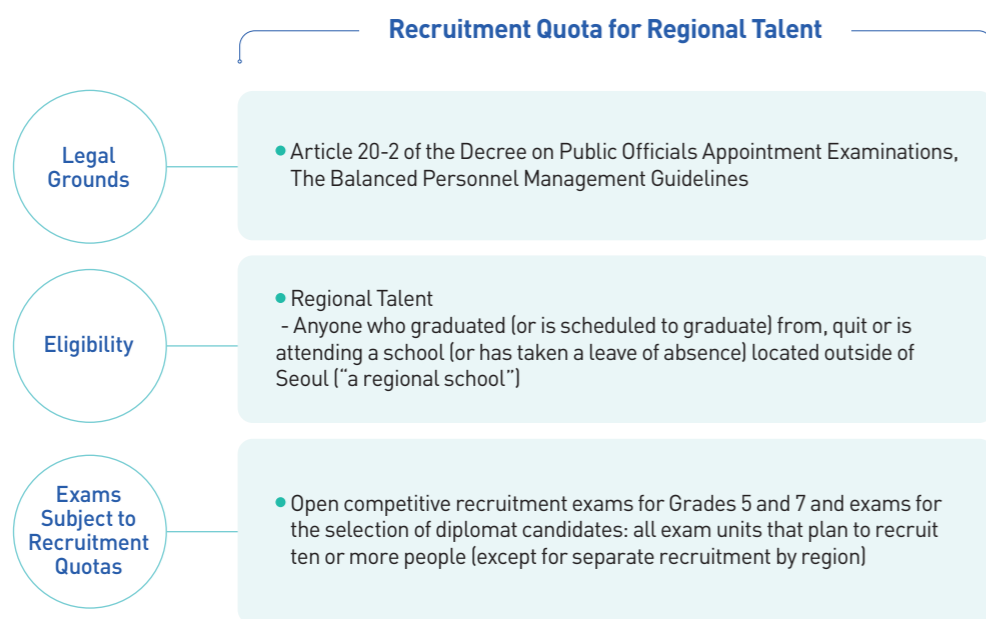 Recruitment Quota for Regional Talent
Legal
Grounds
● Article 20-2 of the Decree on Public Officials Appointment Examinations,
The Balanced Personnel Management Guidelines
Eligibility
● Regional Talent
- Anyone who graduated (or is scheduled to graduate) from, quit or is
attending a school (or has taken a leave of absence) located outside of
Seoul (“a regional school”)
Exams
Subject to
Recruitment
Quotas
● Open competitive recruitment exams for Grades 5 and 7 and exams for
the selection of diplomat candidates: all exam units that plan to recruit
ten or more people (except for separate recruitment by region)